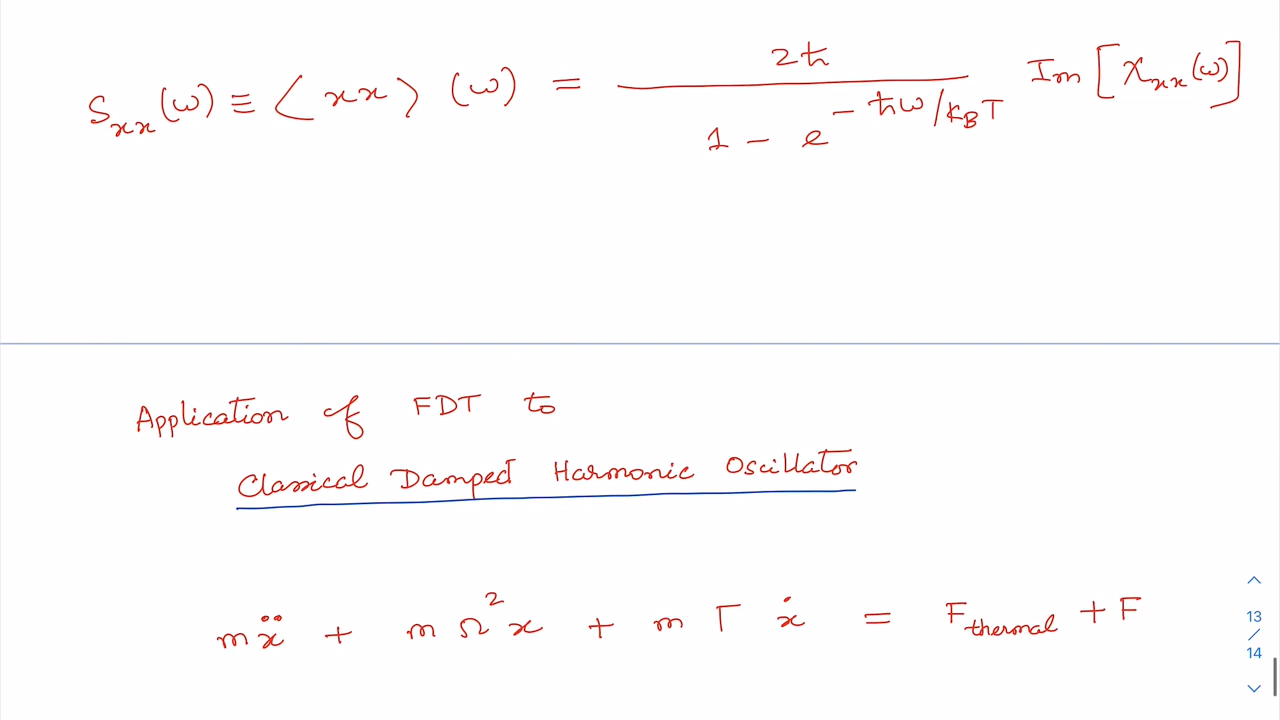 S_xx(ω) ≡ ⟨xx⟩(ω) = 2ħ / (1 − e^(−ħω/k_BT)) Im[χ_xx(ω)]
Application of FDT to
Classical Damped Harmonic Oscillator
mẍ + mΩ²x + mΓẋ = F_thermal + F
13
/
14